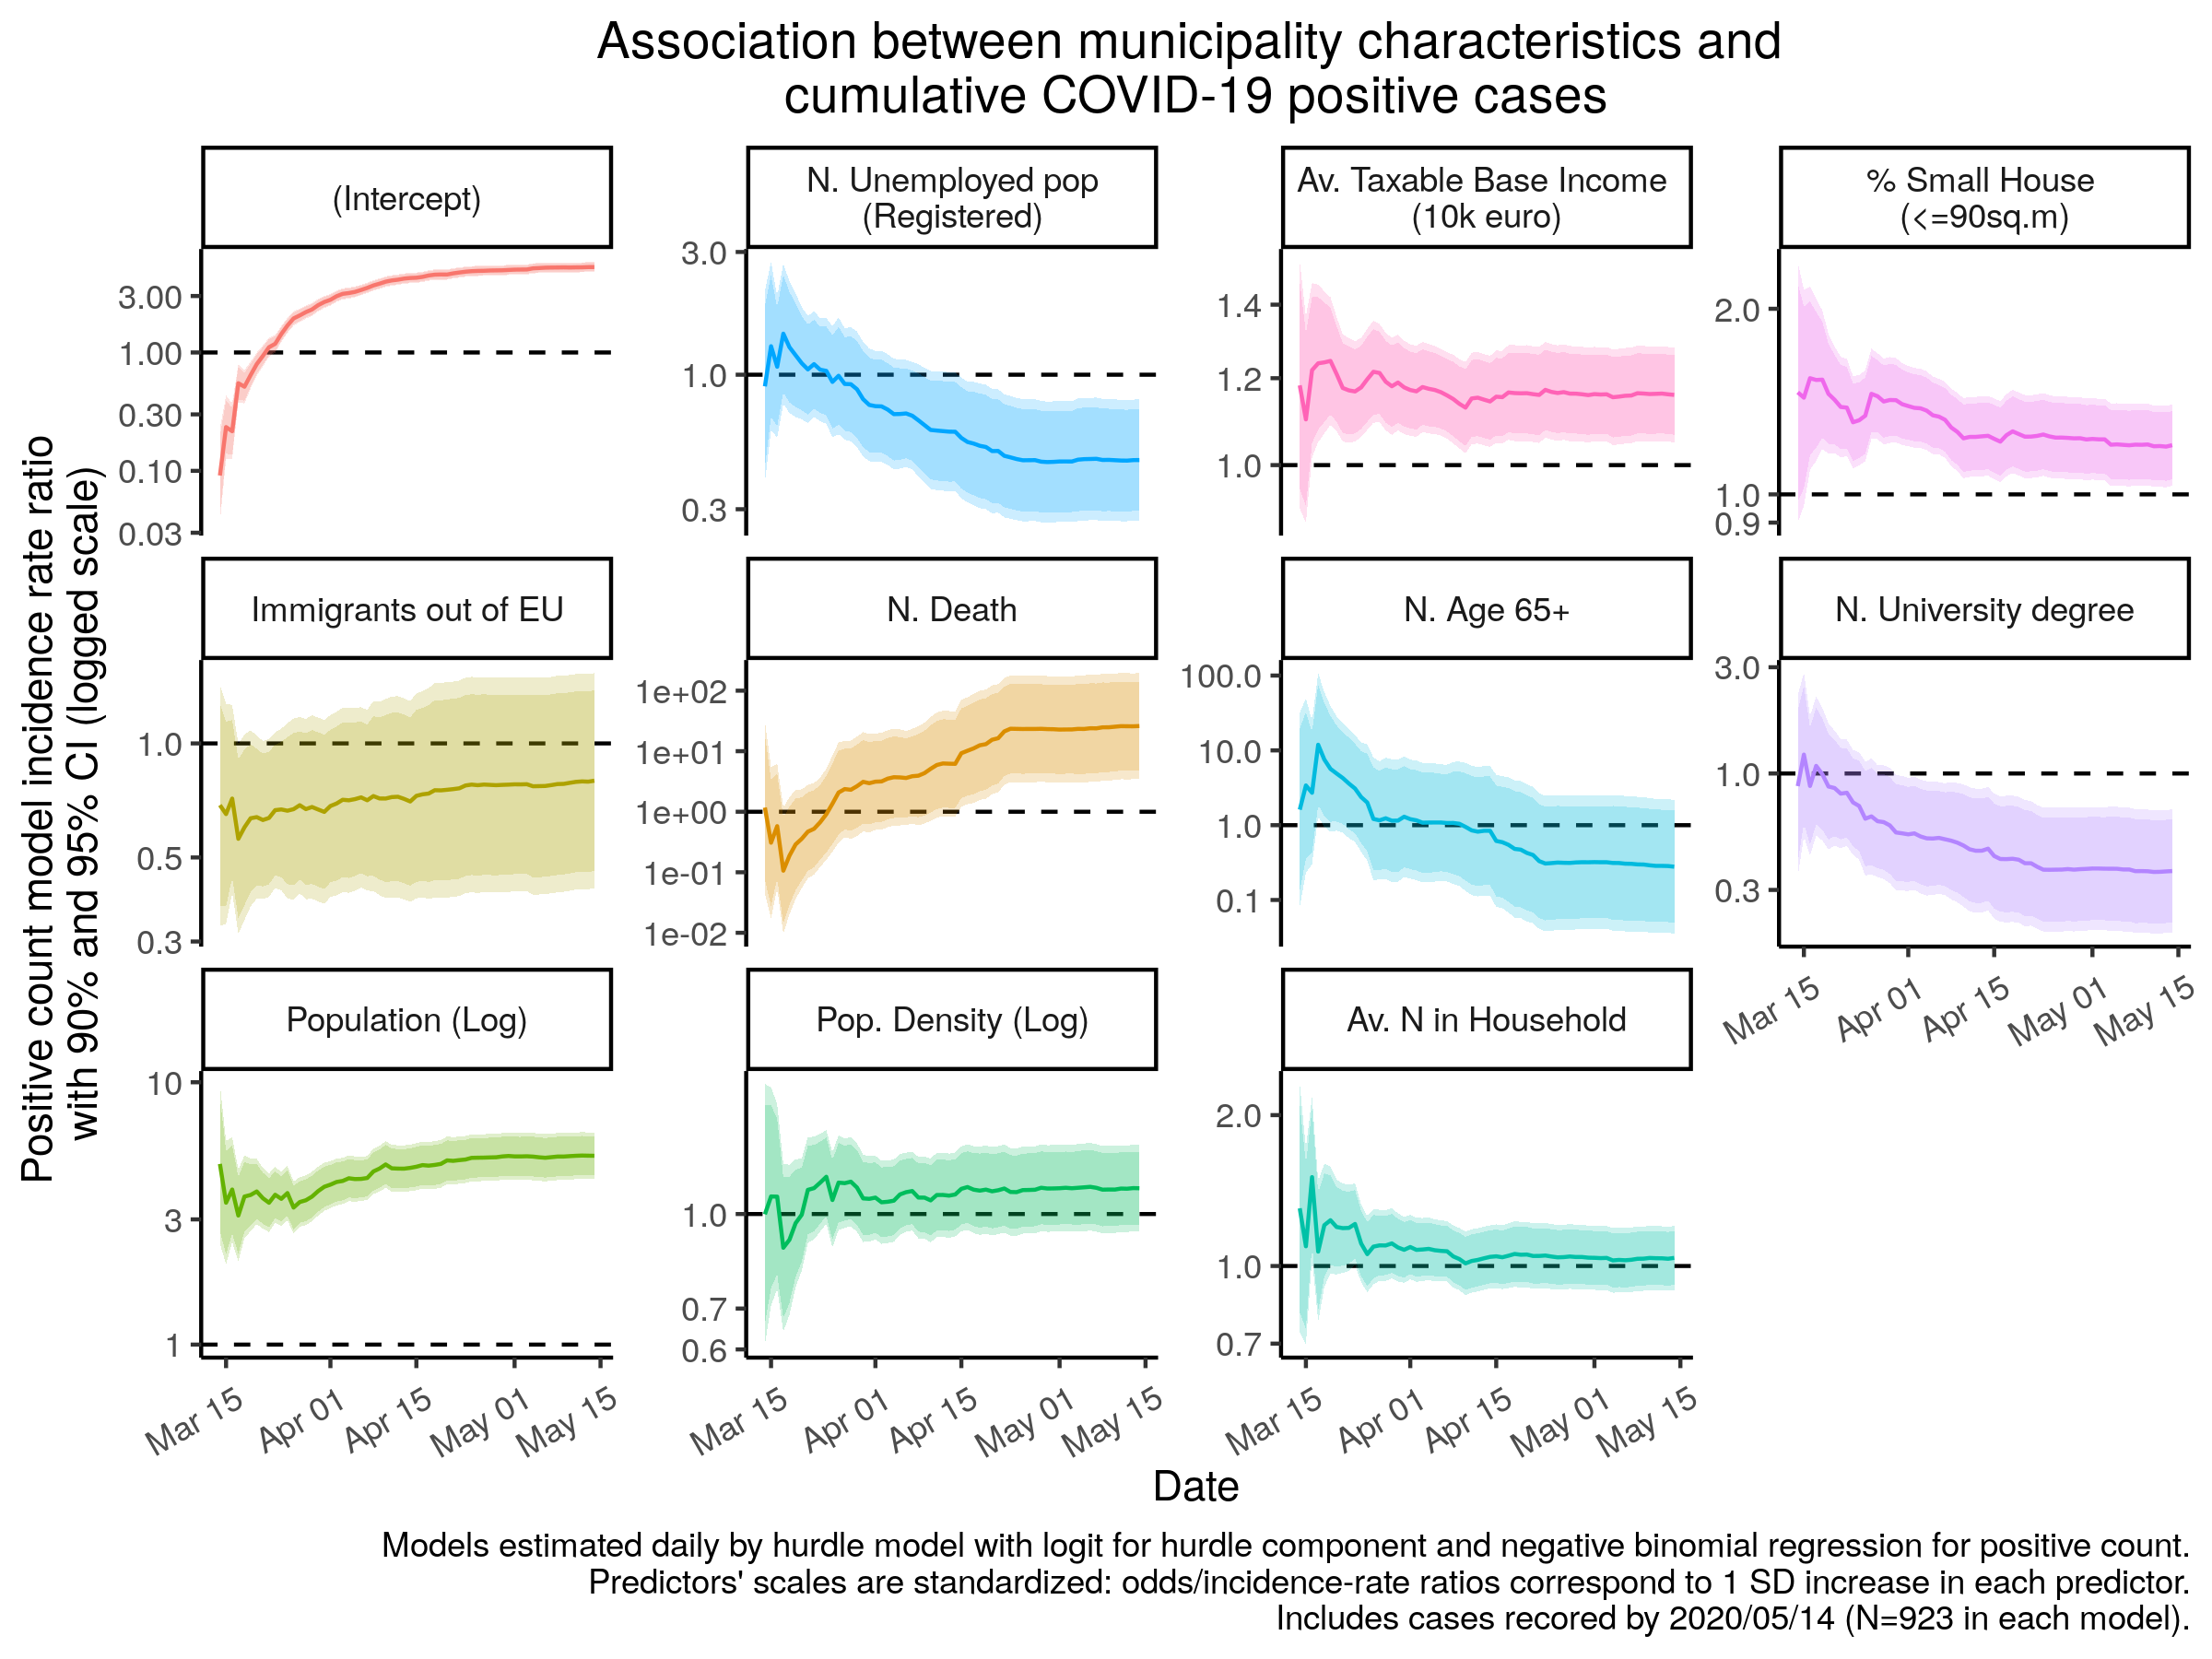 Association between municipality characteristics and
cumulative COVID-19 positive cases
Positive count model incidence rate ratio
with 90% and 95% CI (logged scale)
(Intercept)
3.00
1.00
0.30
0.10
0.03
N. Unemployed pop
(Registered)
3.0
1.0
0.3
Av. Taxable Base Income
(10k euro)
1.4
1.2
1.0
% Small House
(<=90sq.m)
2.0
1.0
0.9
Immigrants out of EU
1.0
0.5
0.3
N. Death
1e+02
1e+01
1e+00
1e-01
1e-02
N. Age 65+
100.0
10.0
1.0
0.1
N. University degree
3.0
1.0
0.3
Mar 15 Apr 01 Apr 15 May 01 May 15
Population (Log)
10
3
1
Mar 15 Apr 01 Apr 15 May 01 May 15
Pop. Density (Log)
1.0
0.7
0.6
Mar 15 Apr 01 Apr 15 May 01 May 15
Av. N in Household
2.0
1.0
0.7
Mar 15 Apr 01 Apr 15 May 01 May 15
Date
Models estimated daily by hurdle model with logit for hurdle component and negative binomial regression for positive count.
Predictors' scales are standardized: odds/incidence-rate ratios correspond to 1 SD increase in each predictor.
Includes cases recored by 2020/05/14 (N=923 in each model).